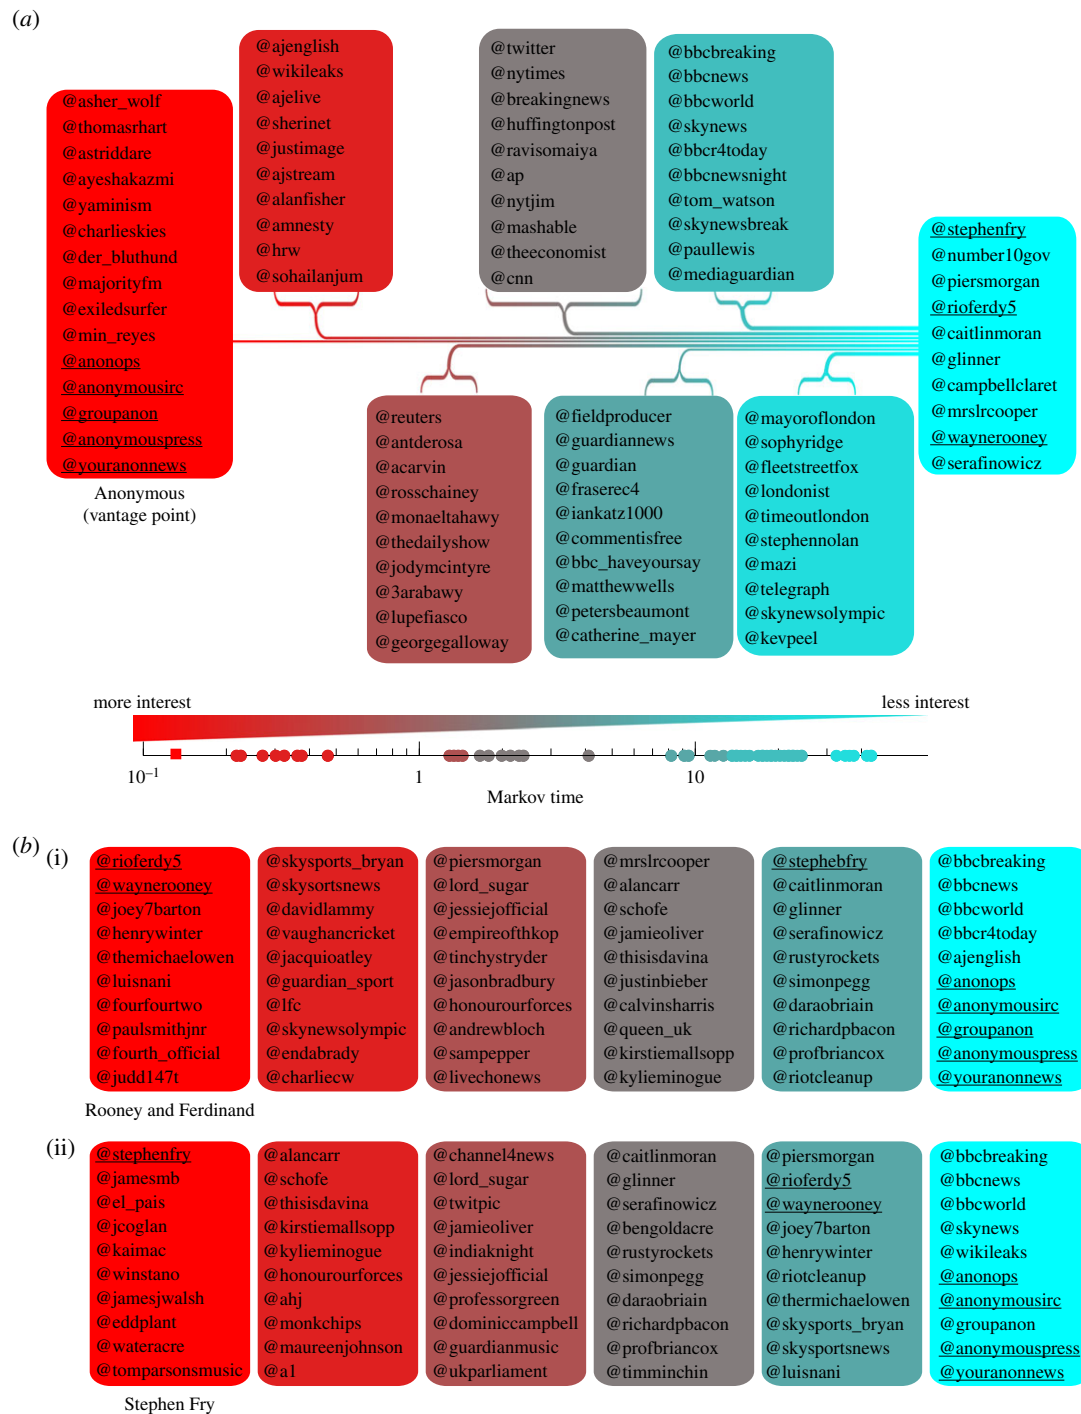 (a)
@asher_wolf
@thomasrhart
@astriddare
@ayeshakazmi
@yaminism
@charlieskies
@der_bluthund
@majorityfm
@exiledsurfer
@min_reyes
@anonops
@anonymousirc
@groupanon
@anonymouspress
@youranonnews
Anonymous
(vantage point)
@ajenglish
@wikileaks
@ajelive
@sherinet
@justimage
@ajstream
@alanfisher
@amnesty
@hrw
@sohailanjum
@twitter
@nytimes
@breakingnews
@huffingtonpost
@ravisomaiya
@ap
@nytjim
@mashable
@theeconomist
@cnn
@bbcbreaking
@bbcnews
@bbcworld
@skynews
@bbcr4today
@bbcnewsnight
@tom_watson
@skynewsbreak
@paullewis
@mediaguardian
@stephenfry
@number10gov
@piersmorgan
@rioferdy5
@caitlinmoran
@glinner
@campbellclaret
@mrslrcooper
@waynerooney
@serafinowicz
@reuters
@antderosa
@acarvin
@rosschainey
@monaeltahawy
@thedailyshow
@jodymcintyre
@3arabawy
@lupefiasco
@georgegalloway
@fieldproducer
@guardiannews
@guardian
@fraserec4
@iankatz1000
@commentisfree
@bbc_haveyoursay
@matthewwells
@petersbeaumont
@catherine_mayer
@mayoroflondon
@sophyridge
@fleetstreetfox
@londonist
@timeoutlondon
@stephennolan
@mazi
@telegraph
@skynewsolympic
@kevpeel
more interest
less interest
10⁻¹
1
10
Markov time
(b)
(i)
@rioferdy5
@waynerooney
@joey7barton
@henrywinter
@themichaelowen
@luisnani
@fourfourtwo
@paulsmithjnr
@fourth_official
@judd147t
Rooney and Ferdinand
@skysports_bryan
@skysortsnews
@davidlammy
@vaughancricket
@jacquioatley
@guardian_sport
@lfc
@skynewsolympic
@endabrady
@charliecw
@piersmorgan
@lord_sugar
@jessiejofficial
@empireofthkop
@tinchystryder
@jasonbradbury
@honourourforces
@andrewbloch
@sampepper
@livechonews
@mrslrcooper
@alancarr
@schofe
@jamieoliver
@thisisdavina
@justinbieber
@calvinsharris
@queen_uk
@kirstiemallsopp
@kylieminogue
@stephebfry
@caitlinmoran
@glinner
@serafinowicz
@rustyrockets
@simonpegg
@daraobriain
@richardpbacon
@profbriancox
@riotcleanup
@bbcbreaking
@bbcnews
@bbcworld
@bbcr4today
@ajenglish
@anonops
@anonymousirc
@groupanon
@anonymouspress
@youranonnews
(ii)
@stephenfry
@jamesmb
@el_pais
@jcoglan
@kaimac
@winstano
@jamesjwalsh
@eddplant
@wateracre
@tomparsonsmusic
Stephen Fry
@alancarr
@schofe
@thisisdavina
@kirstiemallsopp
@kylieminogue
@honourourforces
@ahj
@monkchips
@maureenjohnson
@a1
@channel4news
@lord_sugar
@twitpic
@jamieoliver
@indiaknight
@jessiejofficial
@professorgreen
@dominiccampbell
@guardianmusic
@ukparliament
@caitlinmoran
@glinner
@serafinowicz
@bengoldacre
@rustyrockets
@simonpegg
@daraobriain
@richardpbacon
@profbriancox
@timminchin
@piersmorgan
@rioferdy5
@waynerooney
@joey7barton
@henrywinter
@riotcleanup
@thermichaelowen
@skysports_bryan
@skysportsnews
@luisnani
@bbcbreaking
@bbcnews
@bbcworld
@skynews
@wikileaks
@anonops
@anonymousirc
@groupanon
@anonymouspress
@youranonnews